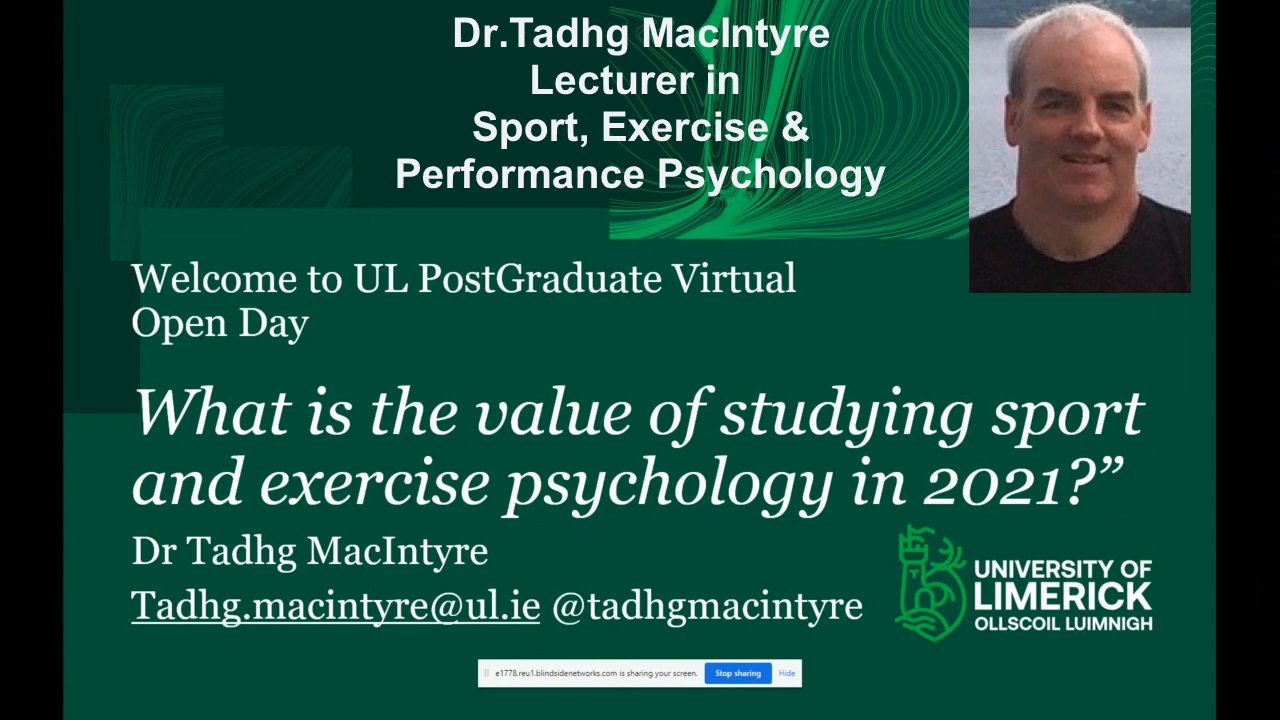 Dr.Tadhg MacIntyre
Lecturer in
Sport, Exercise &
Performance Psychology
Welcome to UL PostGraduate Virtual
Open Day
What is the value of studying sport
and exercise psychology in 2021?”
Dr Tadhg MacIntyre
Tadhg.macintyre@ul.ie @tadhgmacintyre
UNIVERSITY OF
LIMERICK
OLLSCOIL LUIMNIGH
e1778.reu1.blindsidenetworks.com is sharing your screen. Stop sharing Hide